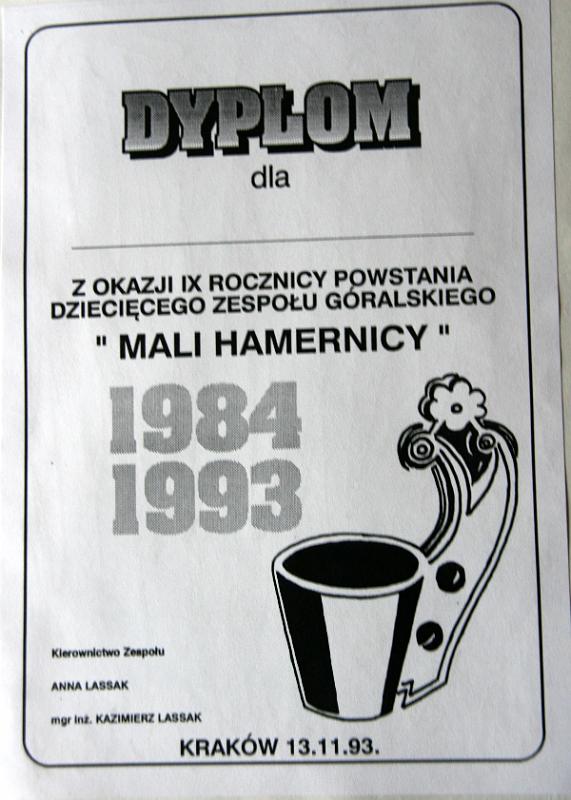 DYPLOM
dla
Z OKAZJI IX ROCZNICY POWSTANIA
DZIECIĘCEGO ZESPOŁU GÓRALSKIEGO
" MALI HAMERNICY "
1984
1993
Kierownictwo Zespołu
ANNA LASSAK
mgr inż. KAZIMIERZ LASSAK
KRAKÓW 13.11.93.